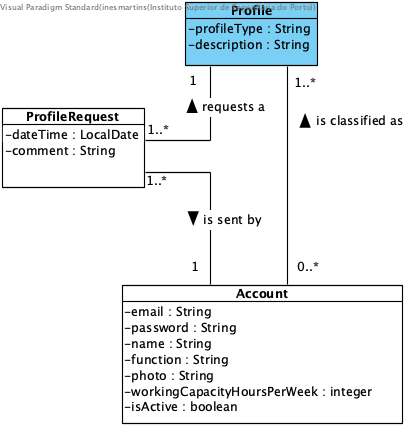 Visual Paradigm Standard(inesmartins(Instituto Superior de Engenharia do Porto))
Profile
-profileType : String
-description : String
1
1..*
requests a
is classified as
ProfileRequest
-dateTime : LocalDate
-comment : String
1..*
1..*
is sent by
1
0..*
Account
-email : String
-password : String
-name : String
-function : String
-photo : String
-workingCapacityHoursPerWeek : integer
-isActive : boolean